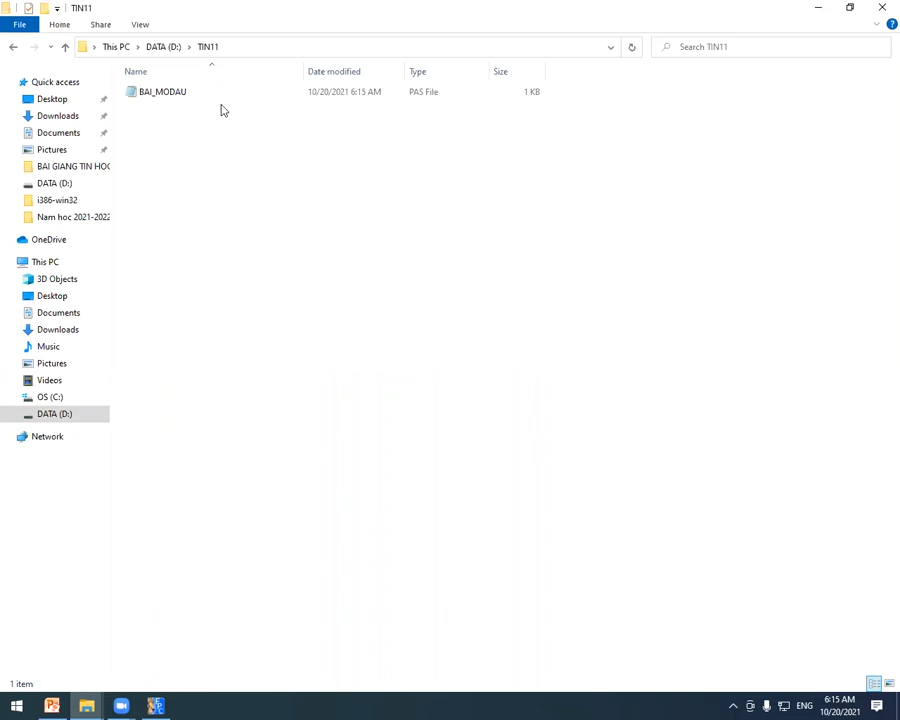 TIN11
File Home Share View
This PC DATA (D:) TIN11
Search TIN11
Name Date modified Type Size
BAI_MODAU 10/20/2021 6:15 AM PAS File 1 KB
Quick access
Desktop
Downloads
Documents
Pictures
BAI GIANG TIN HOC
DATA (D:)
i386-win32
Nam hoc 2021-2022
OneDrive
This PC
3D Objects
Desktop
Documents
Downloads
Music
Pictures
Videos
OS (C:)
DATA (D:)
Network
1 item
ENG
6:15 AM
10/20/2021